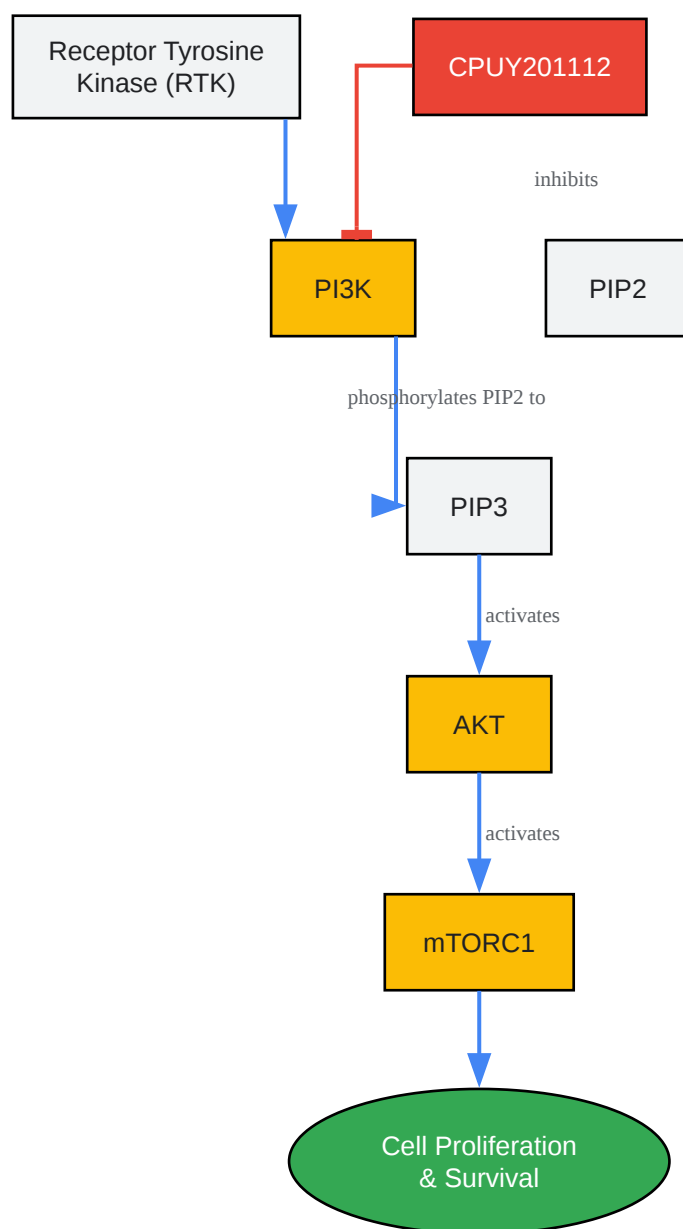 Receptor Tyrosine
Kinase (RTK)
CPUY201112
inhibits
PI3K
PIP2
phosphorylates PIP2 to
PIP3
activates
AKT
activates
mTORC1
Cell Proliferation
& Survival